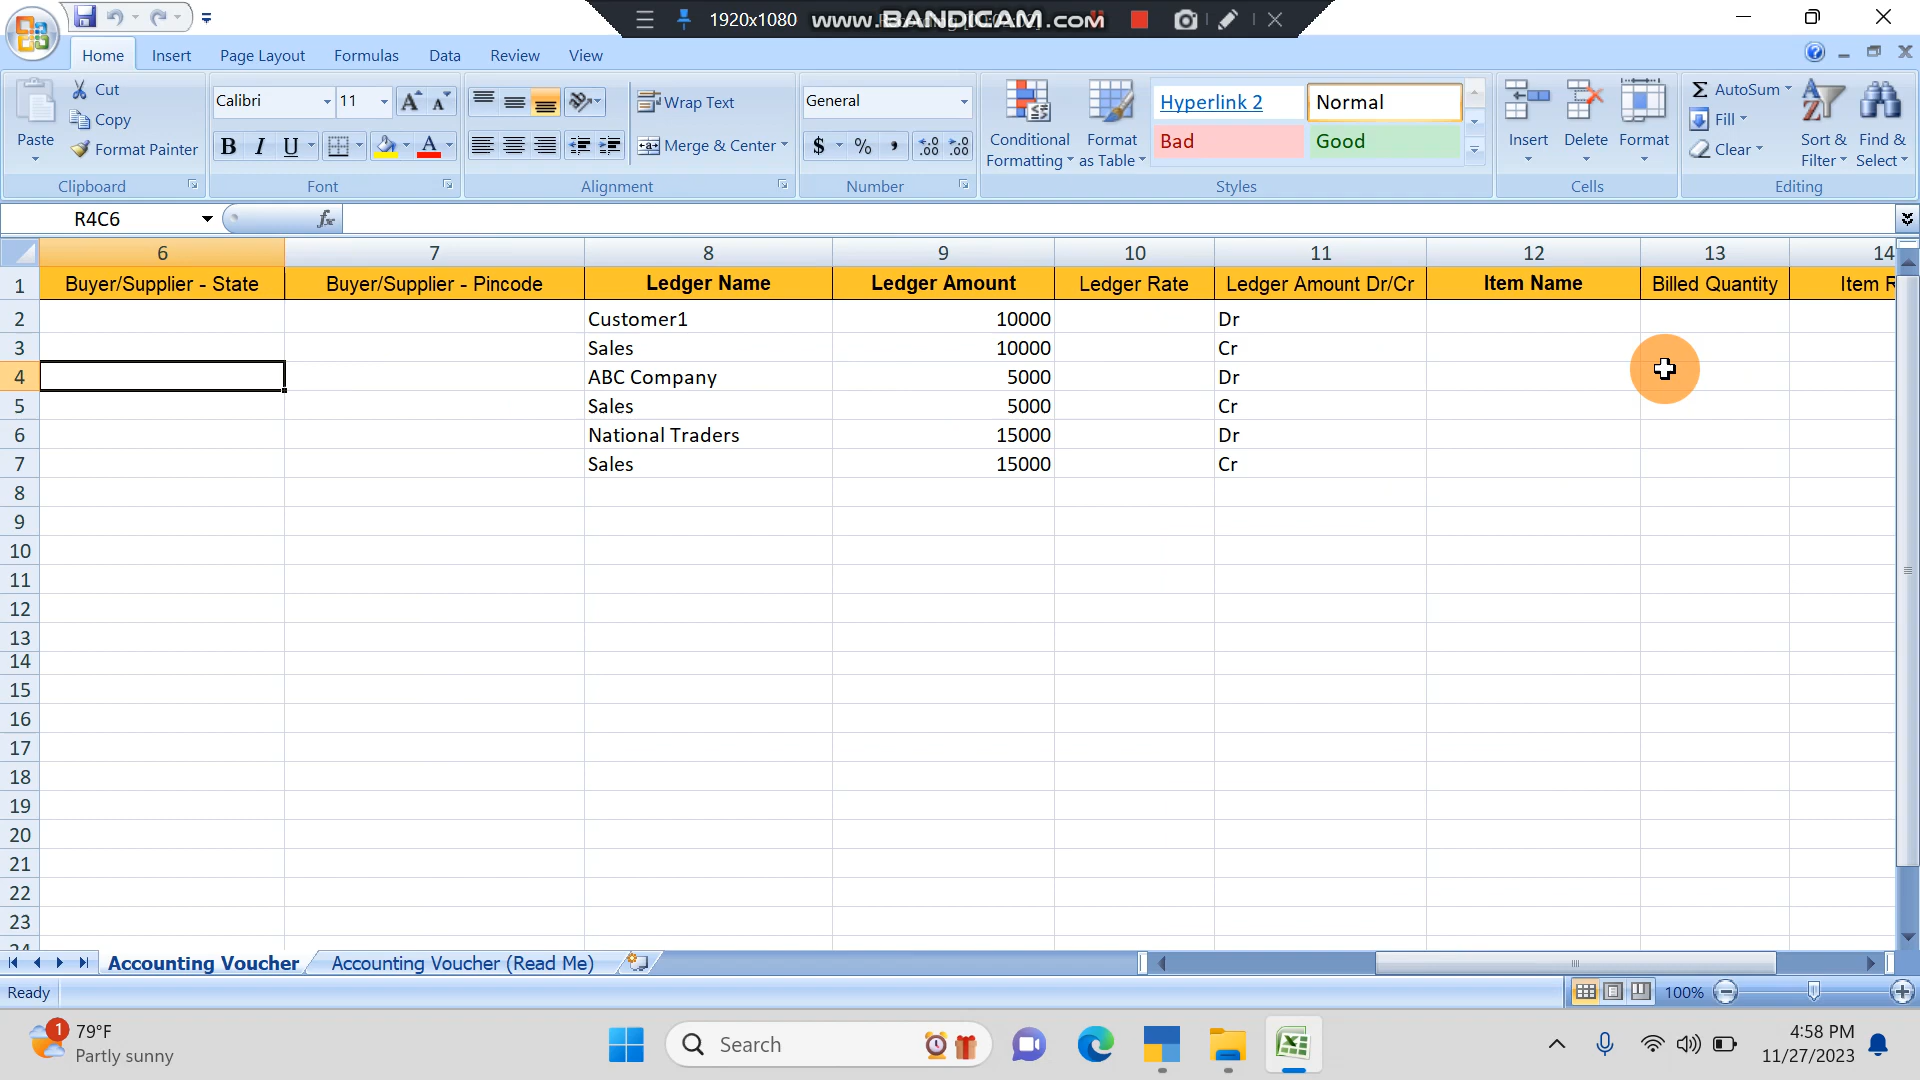 1920x1080 www.BANDICAM.com
Home Insert Page Layout Formulas Data Review View
Cut
Copy
Format Painter
Paste
Clipboard
Calibri 11
B I U
Font
Wrap Text
Merge & Center
Alignment
General
$ % ,
Number
Conditional Formatting
Format as Table
Hyperlink 2 Normal
Bad Good
Styles
Insert Delete Format
Cells
AutoSum
Fill
Clear
Sort & Filter
Find & Select
Editing
R4C6 fx
6 7 8 9 10 11 12 13 14
1 Buyer/Supplier - State Buyer/Supplier - Pincode Ledger Name Ledger Amount Ledger Rate Ledger Amount Dr/Cr Item Name Billed Quantity Item R
2 Customer1 10000 Dr
3 Sales 10000 Cr
4 ABC Company 5000 Dr
5 Sales 5000 Cr
6 National Traders 15000 Dr
7 Sales 15000 Cr
8
9
10
11
12
13
14
15
16
17
18
19
20
21
22
23
24
Accounting Voucher Accounting Voucher (Read Me)
Ready 100%
1 79°F
Partly sunny
Search
4:58 PM
11/27/2023